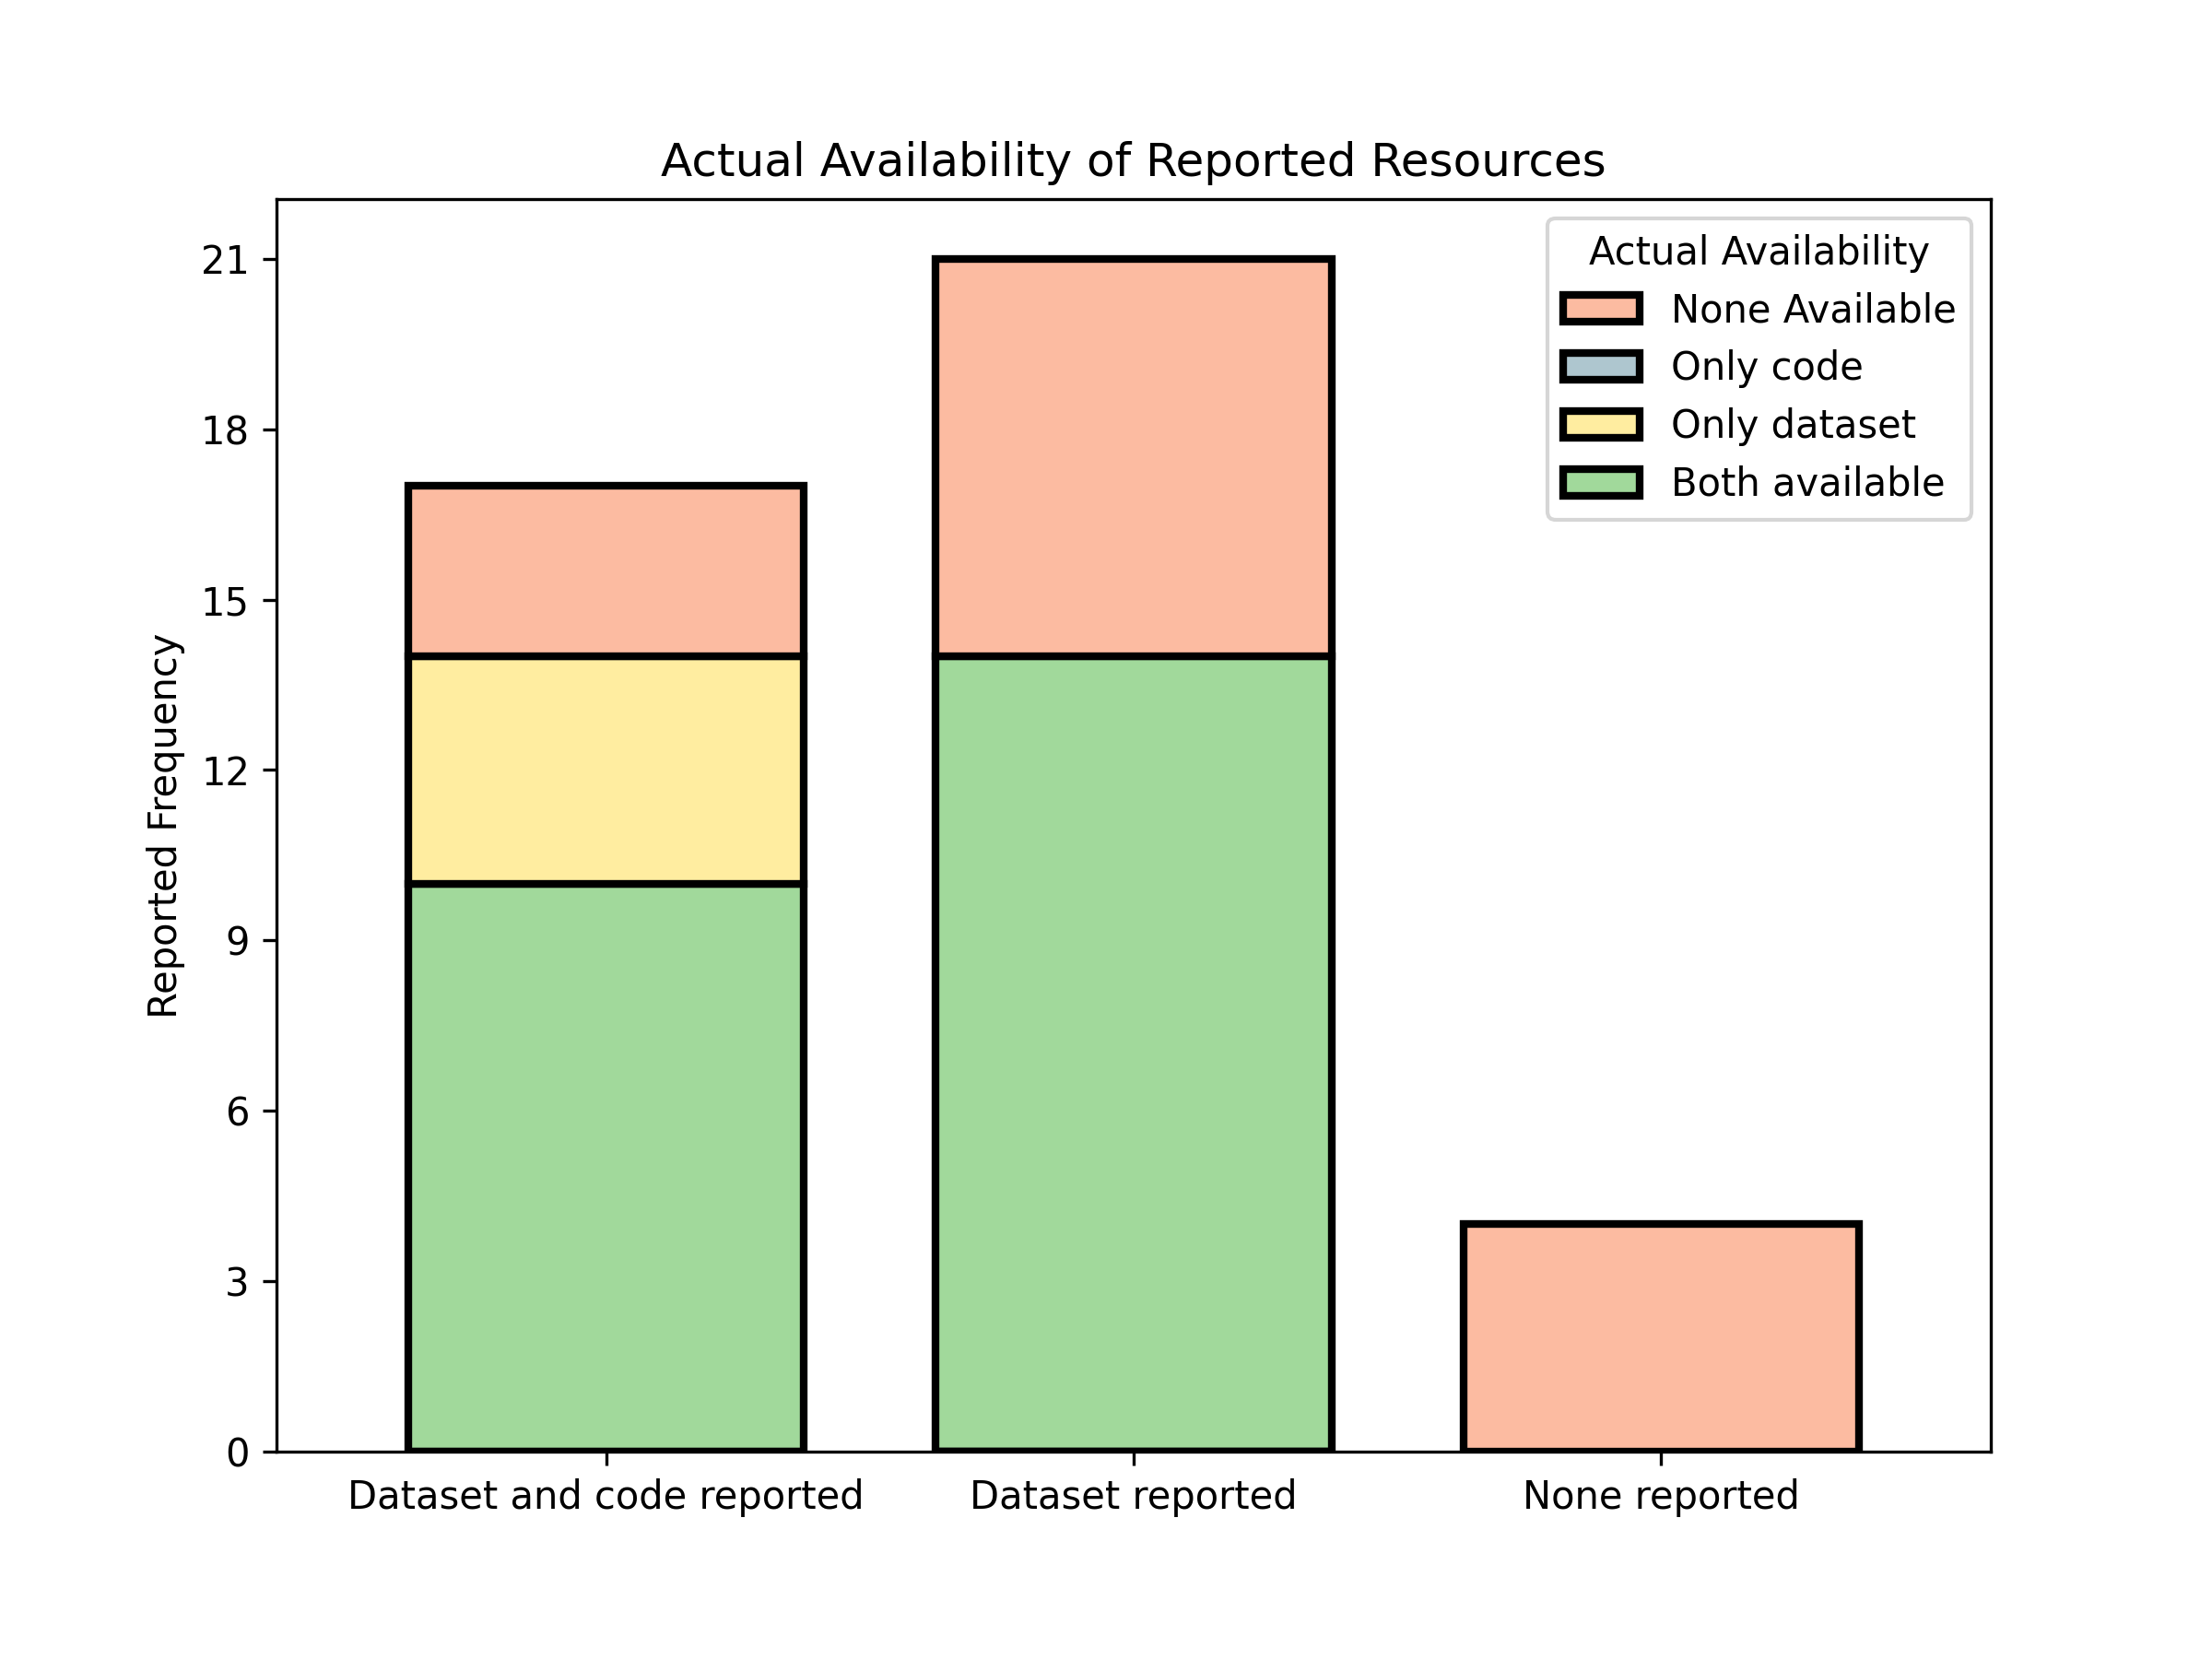 Actual Availability of Reported Resources
Actual Availability
None Available
Only code
Only dataset
Both available
Reported Frequency
21
18
15
12
9
6
3
0
Dataset and code reported
Dataset reported
None reported